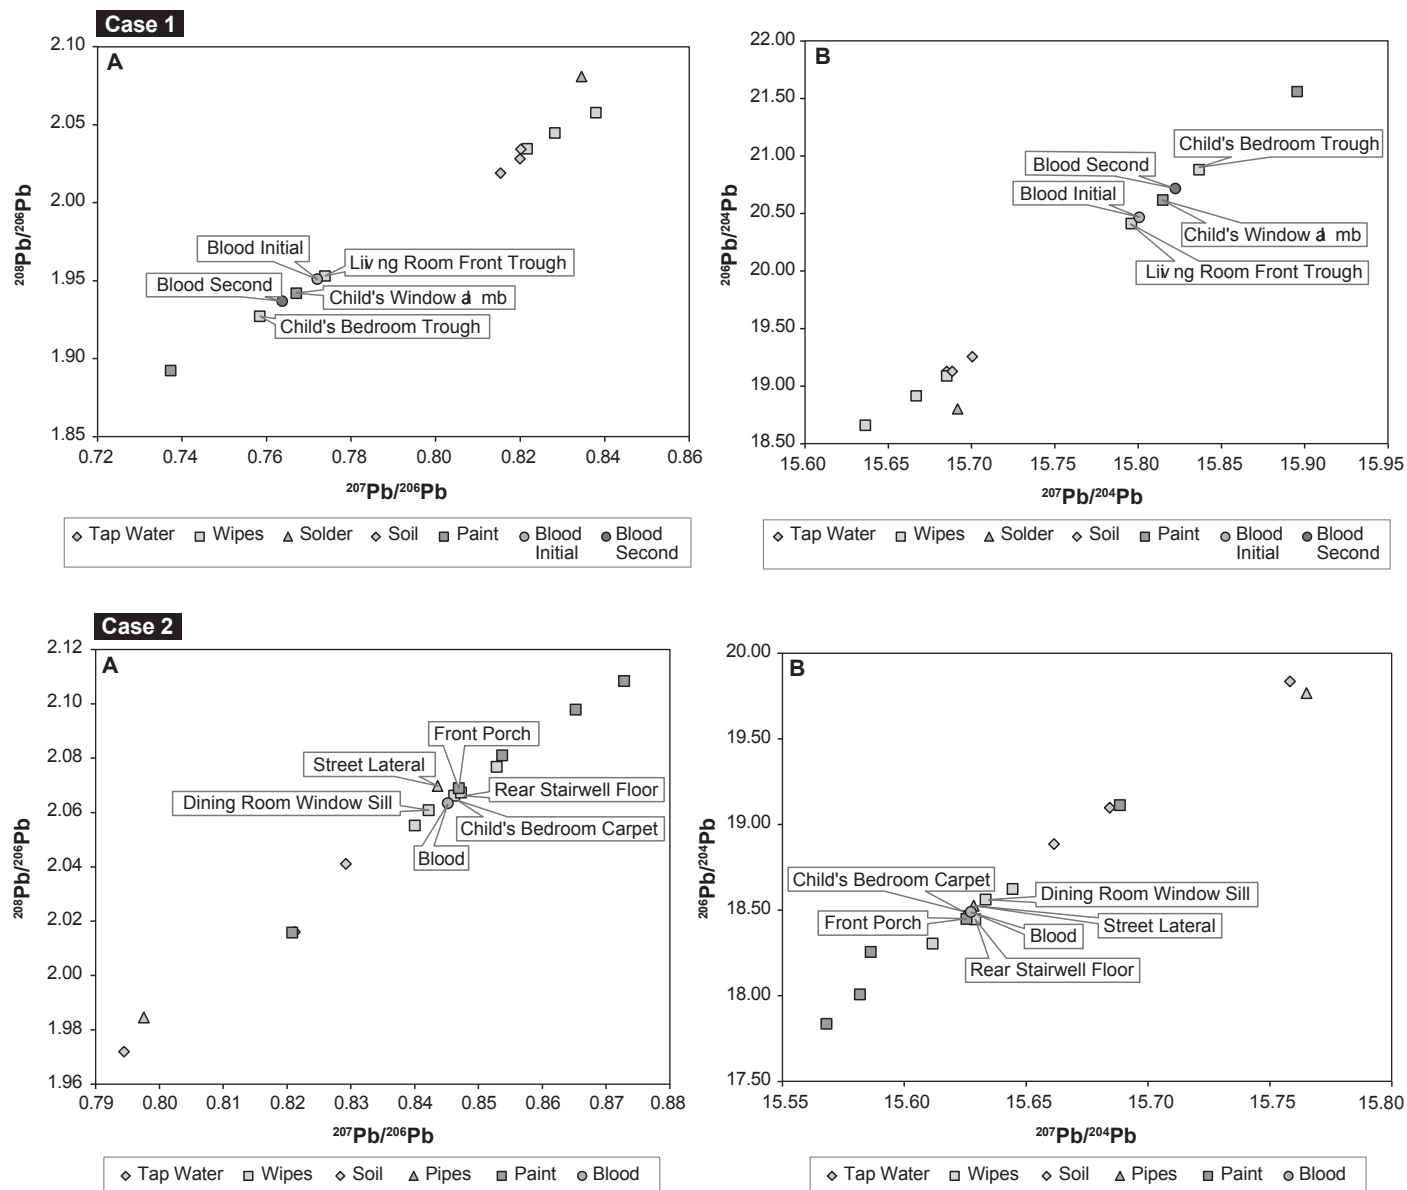 Case 1
A
2.10
2.05
2.00
1.95
1.90
1.85
208Pb/206Pb
Blood Initial
Living Room Front Trough
Blood Second
Child's Window
Child's Bedroom Trough
0.72 0.74 0.76 0.78 0.80 0.82 0.84 0.86
207Pb/206Pb
Tap Water Wipes Solder Soil Paint Blood Initial Blood Second
B
22.00
21.50
21.00
20.50
20.00
19.50
19.00
18.50
206Pb/204Pb
Child's Bedroom Trough
Blood Second
Blood Initial
Child's Window
Living Room Front Trough
15.60 15.65 15.70 15.75 15.80 15.85 15.90 15.95
207Pb/204Pb
Tap Water Wipes Solder Soil Paint Blood Initial Blood Second
Case 2
A
2.12
2.10
2.08
2.06
2.04
2.02
2.00
1.98
1.96
208Pb/206Pb
Front Porch
Street Lateral
Rear Stairwell Floor
Dining Room Window Sill
Child's Bedroom Carpet
Blood
0.79 0.80 0.82 0.83 0.84 0.85 0.87 0.88
207Pb/206Pb
Tap Water Wipes Soil Pipes Paint Blood
B
20.00
19.50
19.00
18.50
18.00
17.50
206Pb/204Pb
Child's Bedroom Carpet
Dining Room Window Sill
Front Porch
Street Lateral
Blood
Rear Stairwell Floor
15.55 15.60 15.65 15.70 15.75 15.80
207Pb/204Pb
Tap Water Wipes Soil Pipes Paint Blood